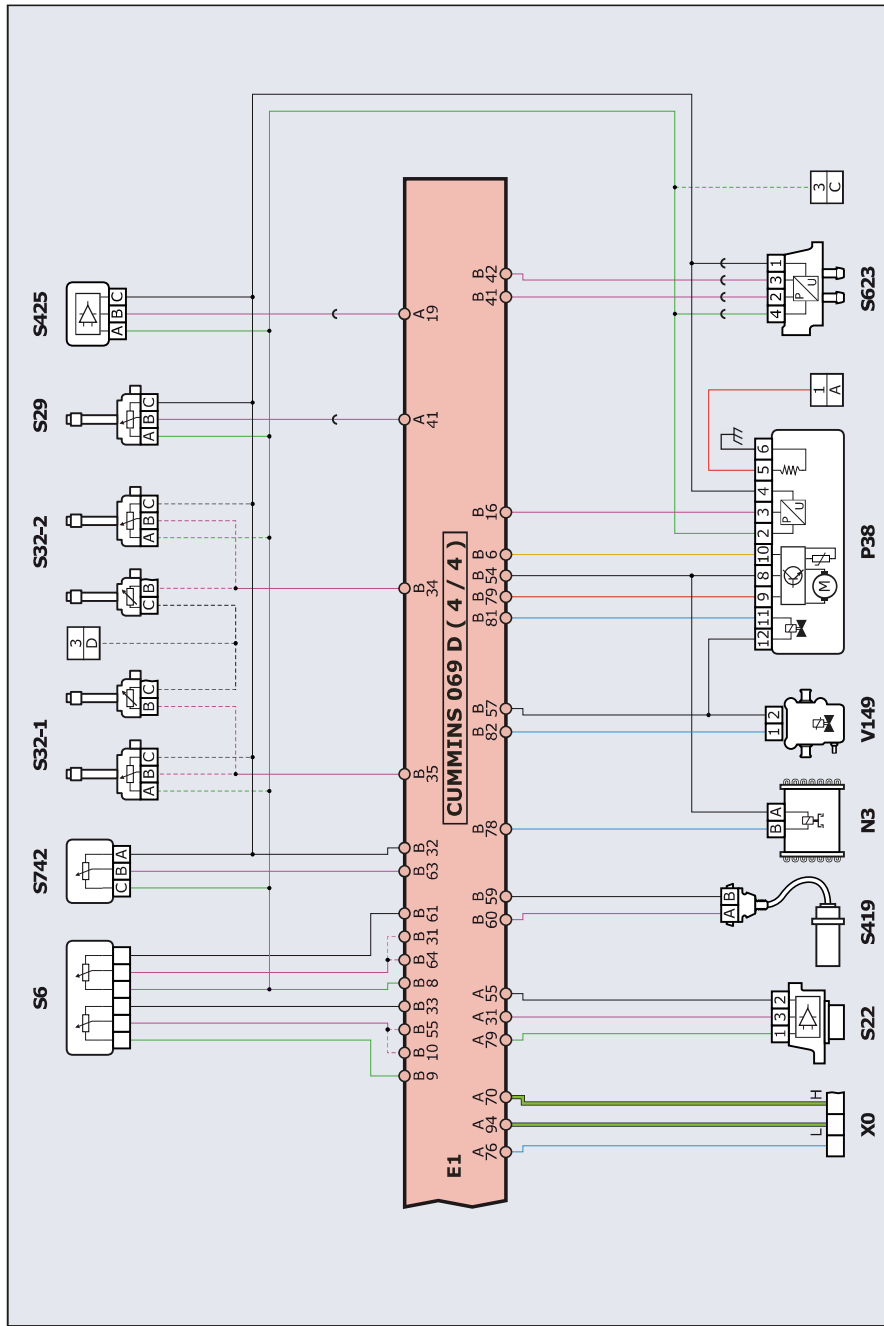 S6 S742 S32-1 S32-2 S29 S425
3
D
C B A
A B C
B C
C B
A B C
A B C
A B C
B B B B B B B B B B B B A A
9 10 55 33 8 64 31 61 63 32 35 34 41 19
CUMMINS 069 D ( 4 / 4 )
E1
A A A A A A B B B B B B B B B B B B
76 94 70 79 31 55 60 59 78 82 57 81 79 54 6 16 41 42
L H
1 3 2
A B
B A
1 2
12 11 9 8 10 2 3 4 5 6
M
P
U
1
A
4 2 3 1
P
U
3
C
X0 S22 S419 N3 V149 P38 S623